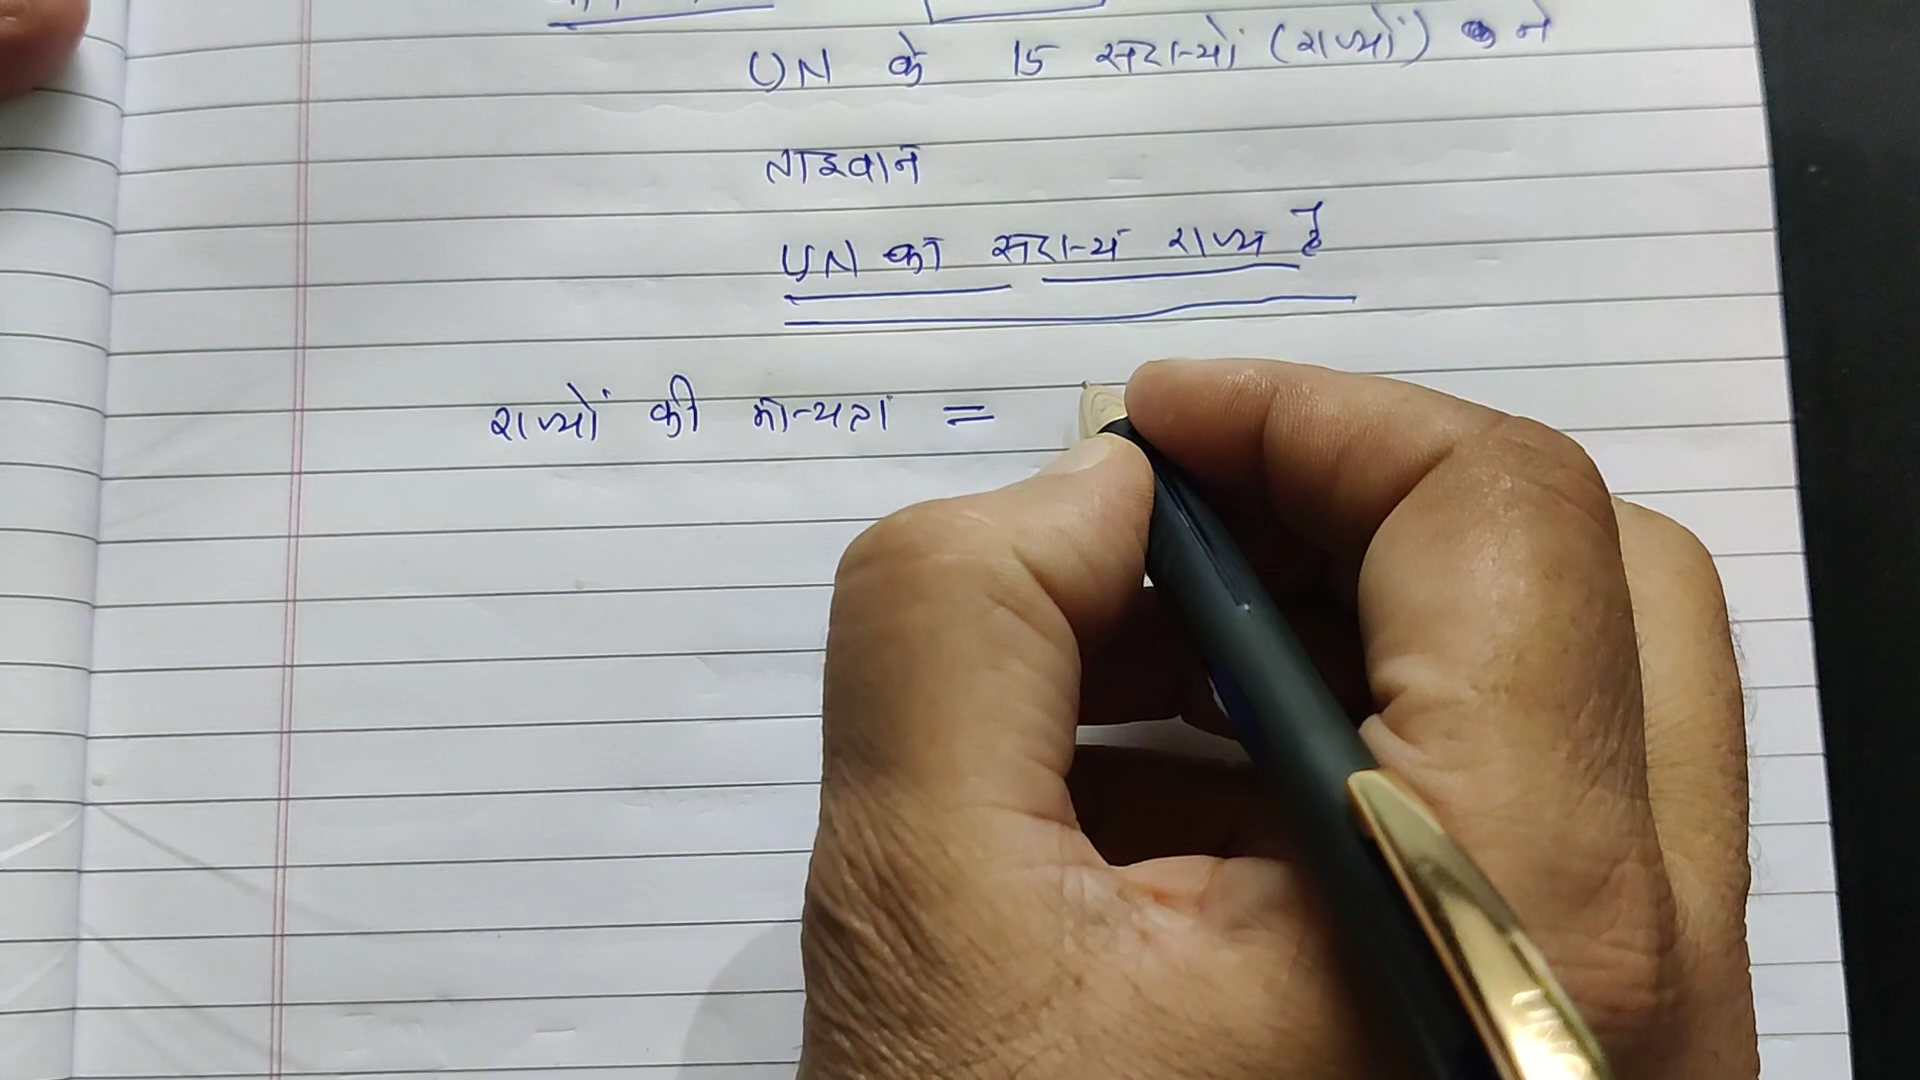 UN के 15 सदस्यों (राज्यों) ने
ताइवान
UN का सदस्य राज्य है
राज्यों की मान्यता =